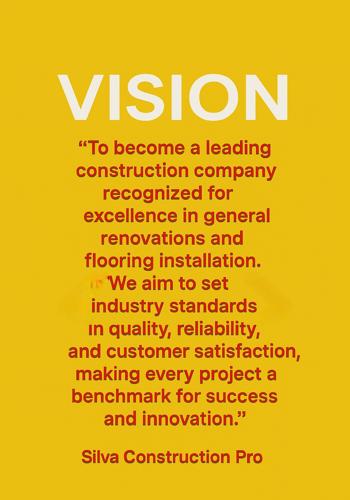 VISION
“To become a leading
construction company
recognized for
excellence in general
renovations and
flooring installation.
"We aim to set
industry standards
in quality, reliability,
and customer satisfaction,
making every project a
benchmark for success
and innovation.”
Silva Construction Pro